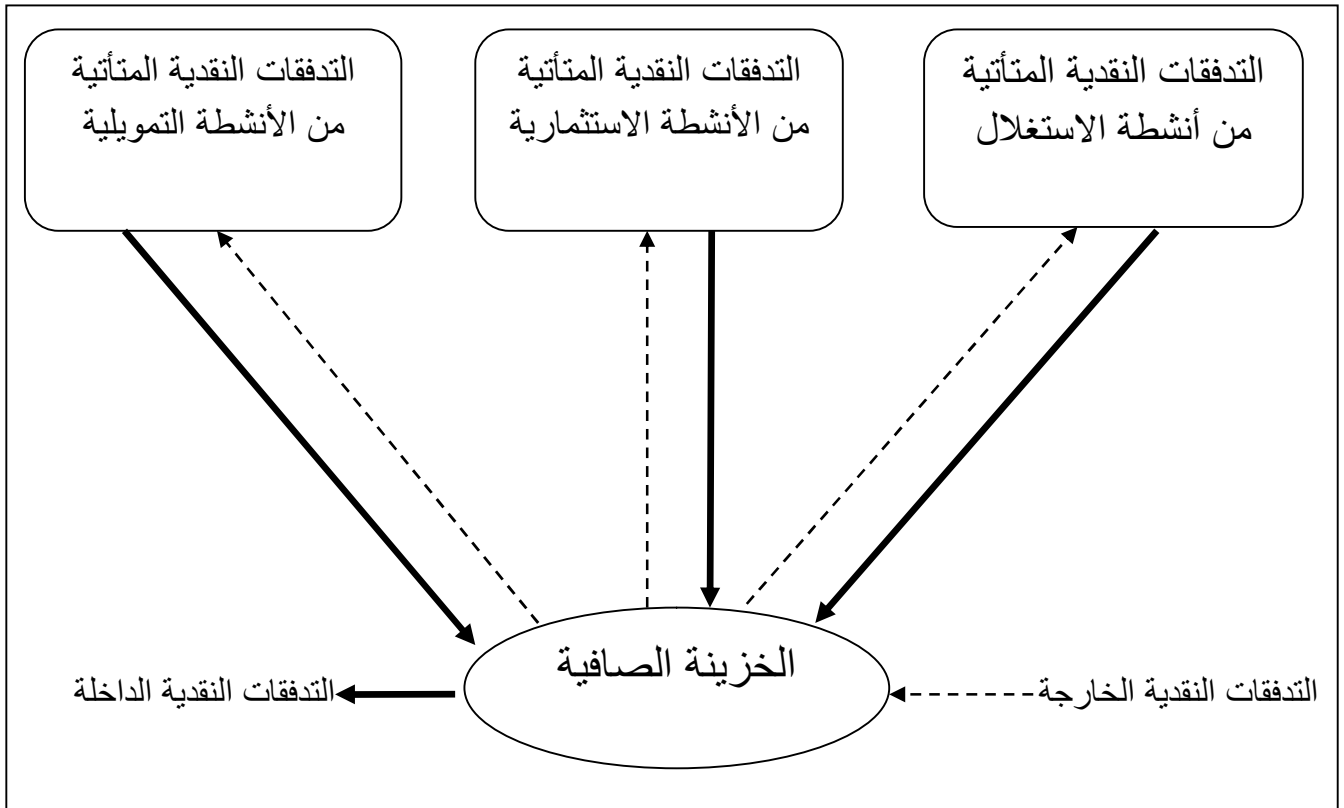 التدفقات النقدية المتأتية
من أنشطة الاستغلال
التدفقات النقدية المتأتية
من الأنشطة الاستثمارية
التدفقات النقدية المتأتية
من الأنشطة التمويلية
الخزينة الصافية
التدفقات النقدية الخارجة
التدفقات النقدية الداخلة